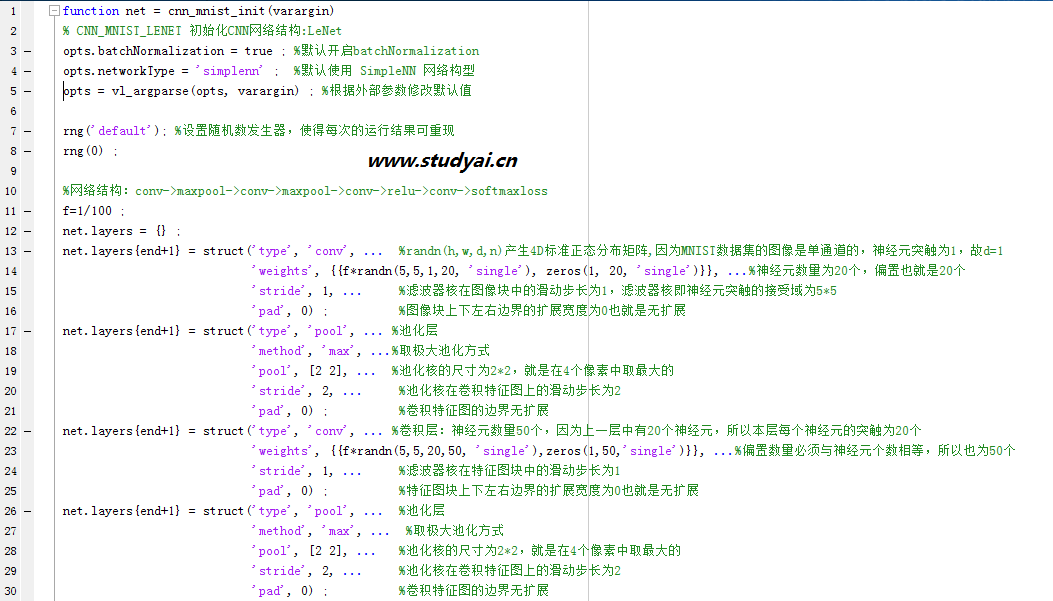 1 function net = cnn_mnist_init(varargin)
2 % CNN_MNIST_LENET 初始化CNN网络结构:LeNet
3 — opts.batchNormalization = true ; %默认开启batchNormalization
4 — opts.networkType = 'simplenn' ; %默认使用 SimpleNN 网络构型
5 — opts = vl_argparse(opts, varargin) ; %根据外部参数修改默认值
6
7 — rng('default'); %设置随机数发生器，使得每次的运行结果可重现
8 — rng(0) ;
www.studyai.cn
9
10 %网络结构：conv->maxpool->conv->maxpool->conv->relu->conv->softmaxloss
11 — f=1/100 ;
12 — net.layers = {} ;
13 — net.layers{end+1} = struct('type', 'conv', ... %randn(h,w,d,n)产生4D标准正态分布矩阵,因为MNIST数据集的图像是单通道的，神经元突触为1，故d=1
14 'weights', {{f*randn(5,5,1,20, 'single'), zeros(1, 20, 'single')}}, ...%神经元数量为20个，偏置也就是20个
15 'stride', 1, ... %滤波器核在图像块中的滑动步长为1，滤波器核即神经元突触的接受域为5*5
16 'pad', 0) ; %图像块上下左右边界的扩展宽度为0也就是无扩展
17 — net.layers{end+1} = struct('type', 'pool', ... %池化层
18 'method', 'max', ...%取极大池化方式
19 'pool', [2 2], ... %池化核的尺寸为2*2，就是在4个像素中取最大的
20 'stride', 2, ... %池化核在卷积特征图上的滑动步长为2
21 'pad', 0) ; %卷积特征图的边界无扩展
22 — net.layers{end+1} = struct('type', 'conv', ... %卷积层：神经元数量50个，因为上一层中有20个神经元，所以本层每个神经元的突触为20个
23 'weights', {{f*randn(5,5,20,50, 'single'),zeros(1,50,'single')}}, ...%偏置数量必须与神经元个数相等，所以也为50个
24 'stride', 1, ... %滤波器核在特征图块中的滑动步长为1
25 'pad', 0) ; %特征图块上下左右边界的扩展宽度为0也就是无扩展
26 — net.layers{end+1} = struct('type', 'pool', ... %池化层
27 'method', 'max', ... %取极大池化方式
28 'pool', [2 2], ... %池化核的尺寸为2*2，就是在4个像素中取最大的
29 'stride', 2, ... %池化核在卷积特征图上的滑动步长为2
30 'pad', 0) ; %卷积特征图的边界无扩展